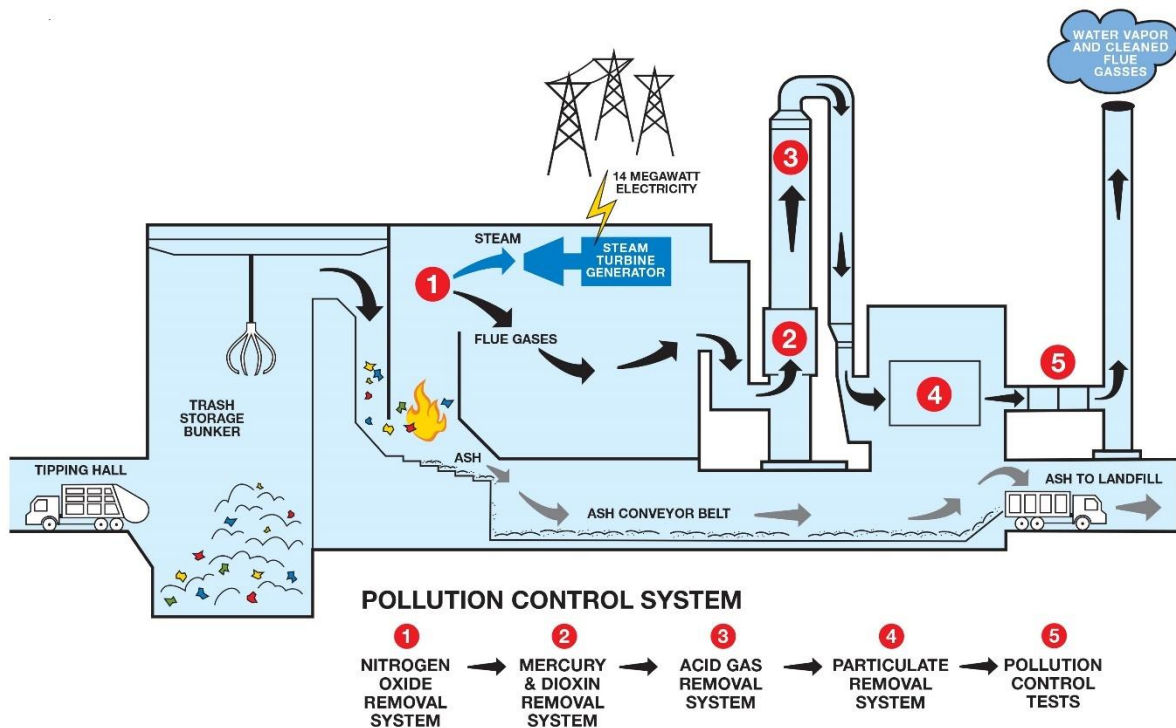 WATER VAPOR
AND CLEANED
FLUE
GASSES
14 MEGAWATT
ELECTRICITY
3
STEAM
STEAM
TURBINE
GENERATOR
1
FLUE GASES
2
5
4
TRASH
STORAGE
BUNKER
TIPPING HALL
ASH
ASH TO LANDFILL
ASH CONVEYOR BELT
POLLUTION CONTROL SYSTEM
1
NITROGEN
OXIDE
REMOVAL
SYSTEM
2
MERCURY
& DIOXIN
REMOVAL
SYSTEM
3
ACID GAS
REMOVAL
SYSTEM
4
PARTICULATE
REMOVAL
SYSTEM
5
POLLUTION
CONTROL
TESTS